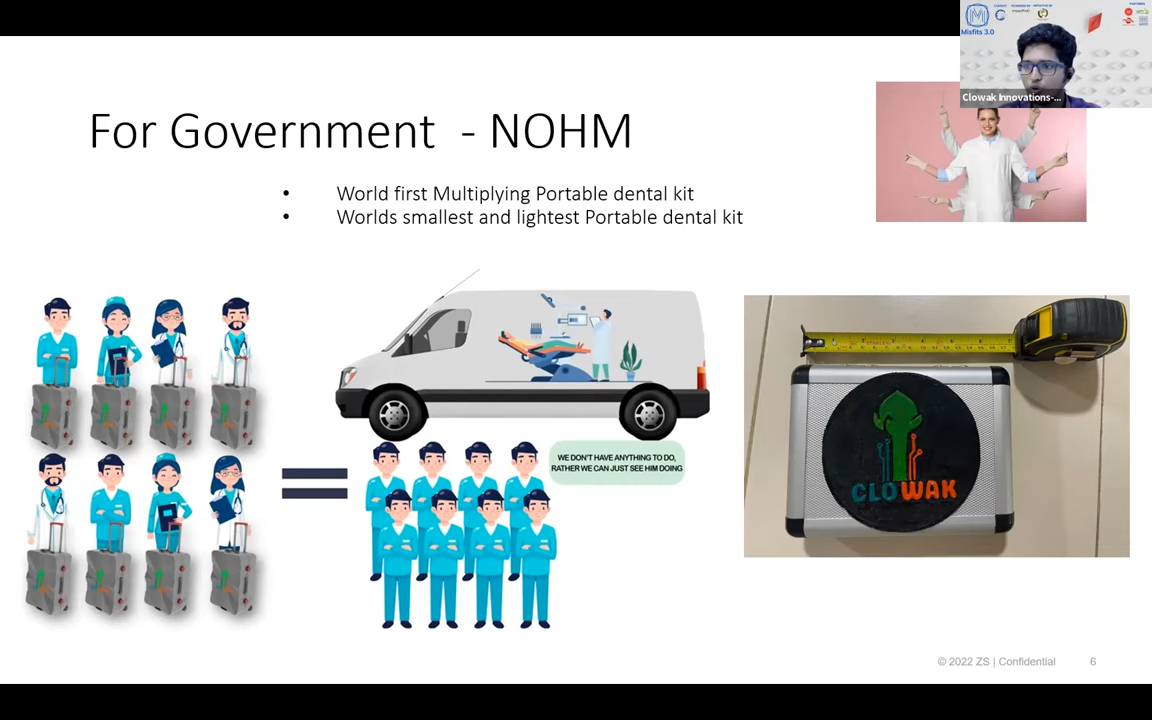 Misfits 3.0
Clowak Innovations-...
For Government - NOHM
• World first Multiplying Portable dental kit
• Worlds smallest and lightest Portable dental kit
WE DON'T HAVE ANYTHING TO DO,
RATHER WE CAN JUST SEE HIM DOING
CLOWAK
© 2022 ZS | Confidential
6